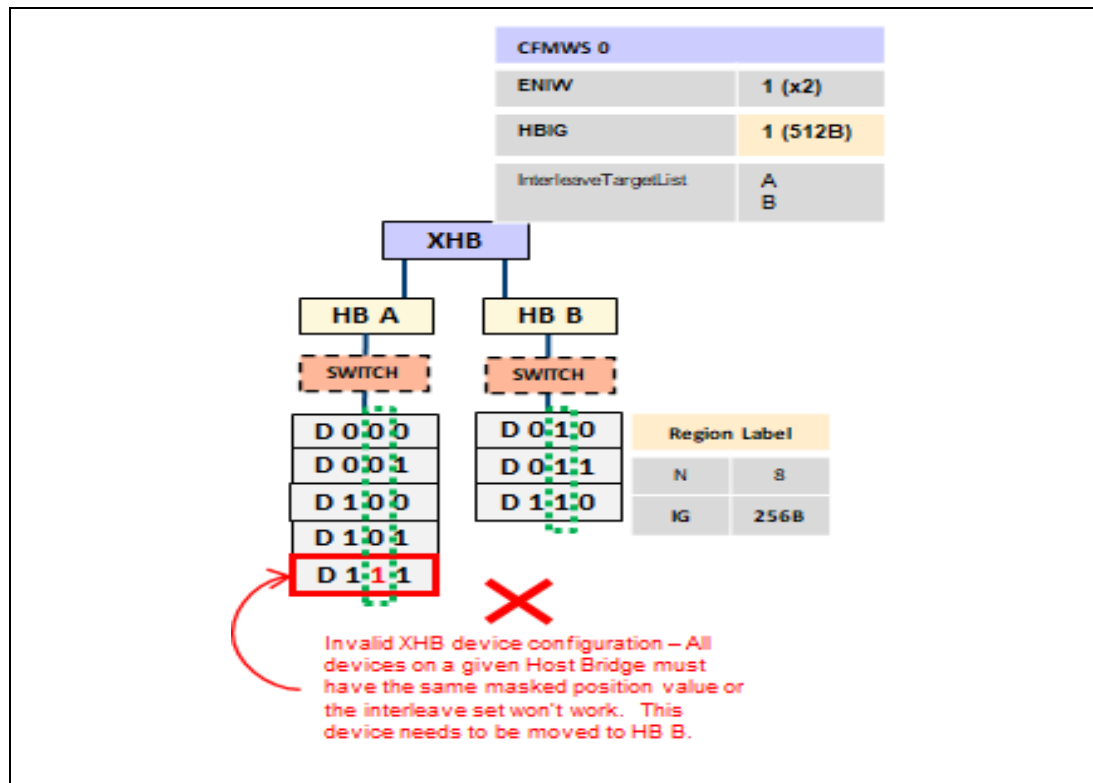 CFMWS 0
ENIW 1 (x2)
HBIG 1 (512B)
InterleaveTargetList A
B
XHB
HB A HB B
SWITCH SWITCH
D 0 0 0 D 0 1 0
D 0 0 1 D 0 1 1
D 1 0 0 D 1 1 0
D 1 0 1
D 1 1 1
Region Label
N 8
IG 256B
Invalid XHB device configuration – All
devices on a given Host Bridge must
have the same masked position value or
the interleave set won't work. This
device needs to be moved to HB B.